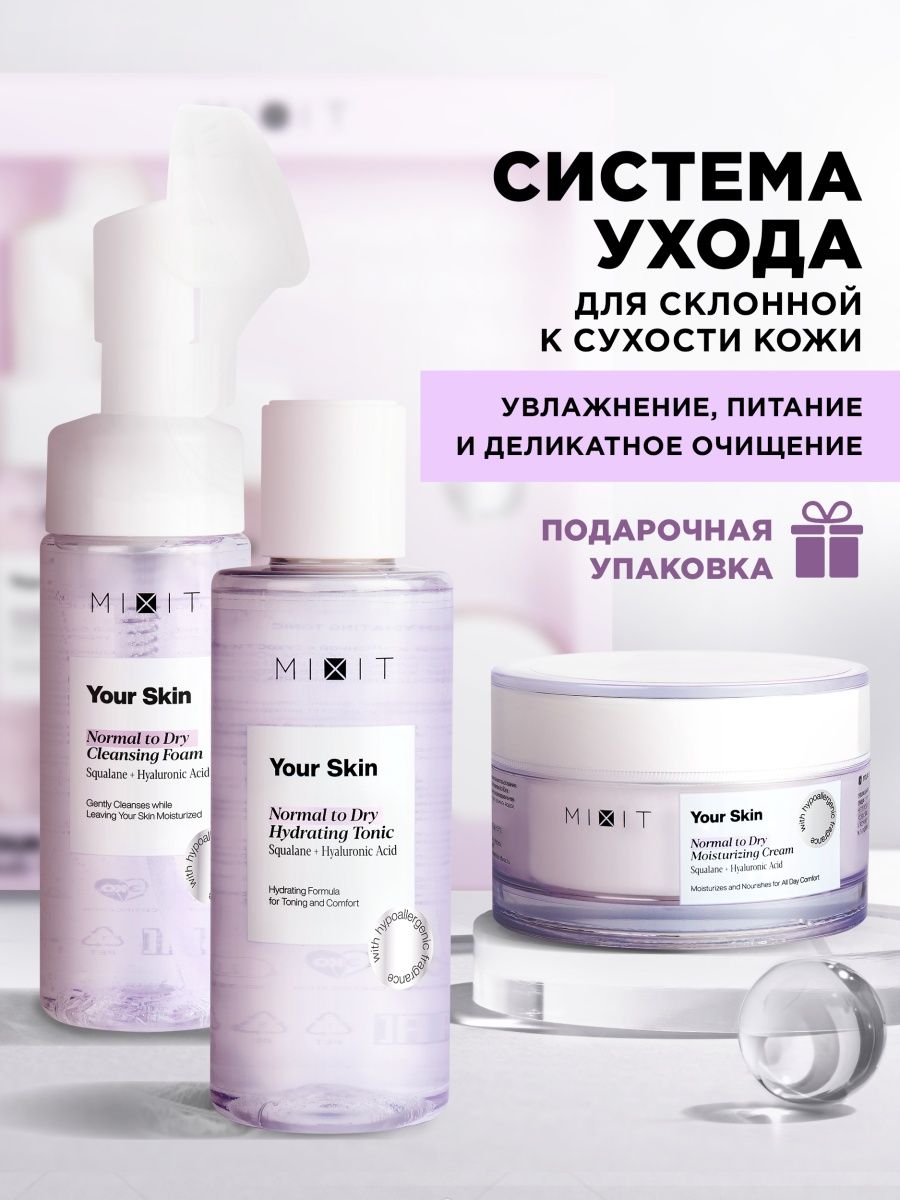 СИСТЕМА
УХОДА
ДЛЯ СКЛОННОЙ
К СУХОСТИ КОЖИ
УВЛАЖНЕНИЕ, ПИТАНИЕ
И ДЕЛИКАТНОЕ ОЧИЩЕНИЕ
ПОДАРОЧНАЯ
УПАКОВКА
MIXIT
Your Skin
Normal to Dry
Cleansing Foam
Squalane + Hyaluronic Acid
Gently Cleanses while
Leaving Your Skin Moisturized
with hypoal
MIXIT
Your Skin
Normal to Dry
Hydrating Tonic
Squalane + Hyaluronic Acid
Hydrating Formula
for Toning and Comfort
with hypoallergenic fragrance
MIXIT
Your Skin
Normal to Dry
Moisturizing Cream
Squalane + Hyaluronic Acid
Moisturizes and Nourishes for All Day Comfort
with hypoallergenic fragrance